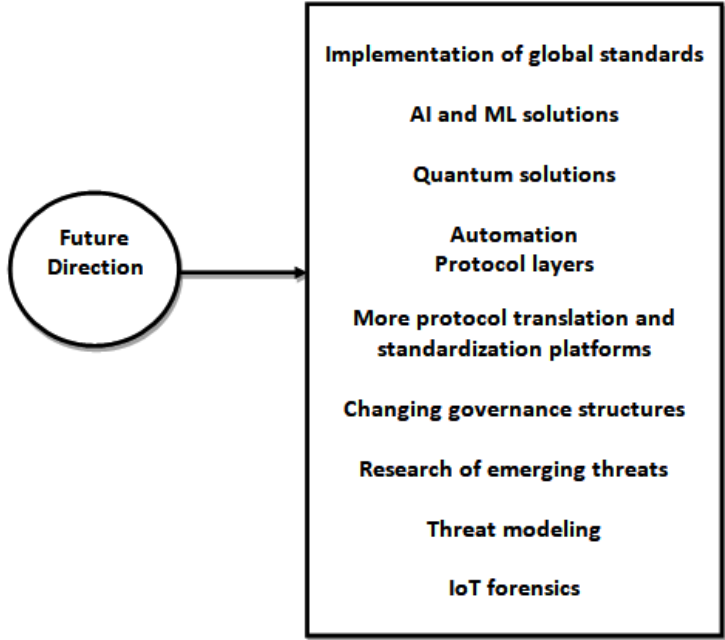 Future
Direction
Implementation of global standards
AI and ML solutions
Quantum solutions
Automation
Protocol layers
More protocol translation and
standardization platforms
Changing governance structures
Research of emerging threats
Threat modeling
IoT forensics